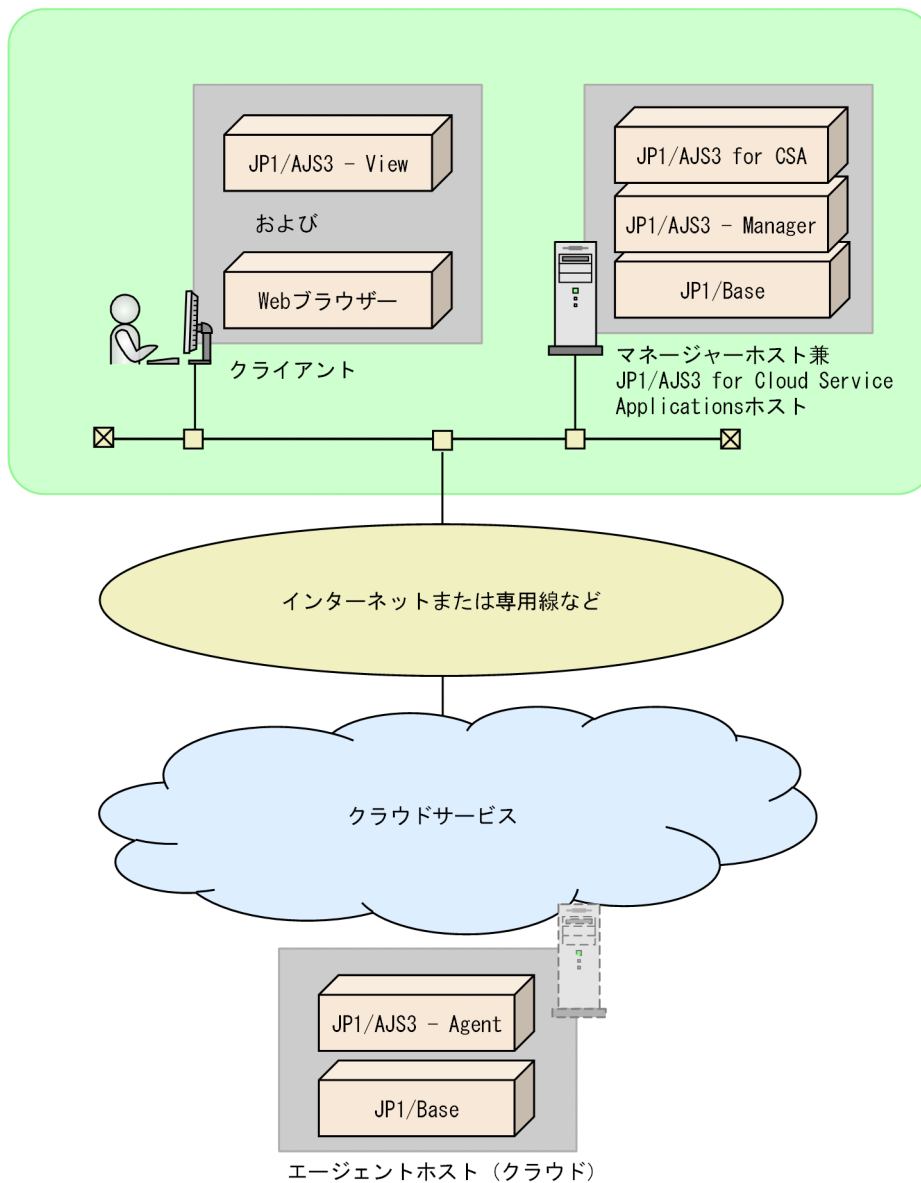 JP1/AJS3 - View
および
Webブラウザー
クライアント
JP1/AJS3 for CSA
JP1/AJS3 - Manager
JP1/Base
マネージャーホスト兼
JP1/AJS3 for Cloud Service
Applicationsホスト
インターネットまたは専用線など
クラウドサービス
JP1/AJS3 - Agent
JP1/Base
エージェントホスト（クラウド）